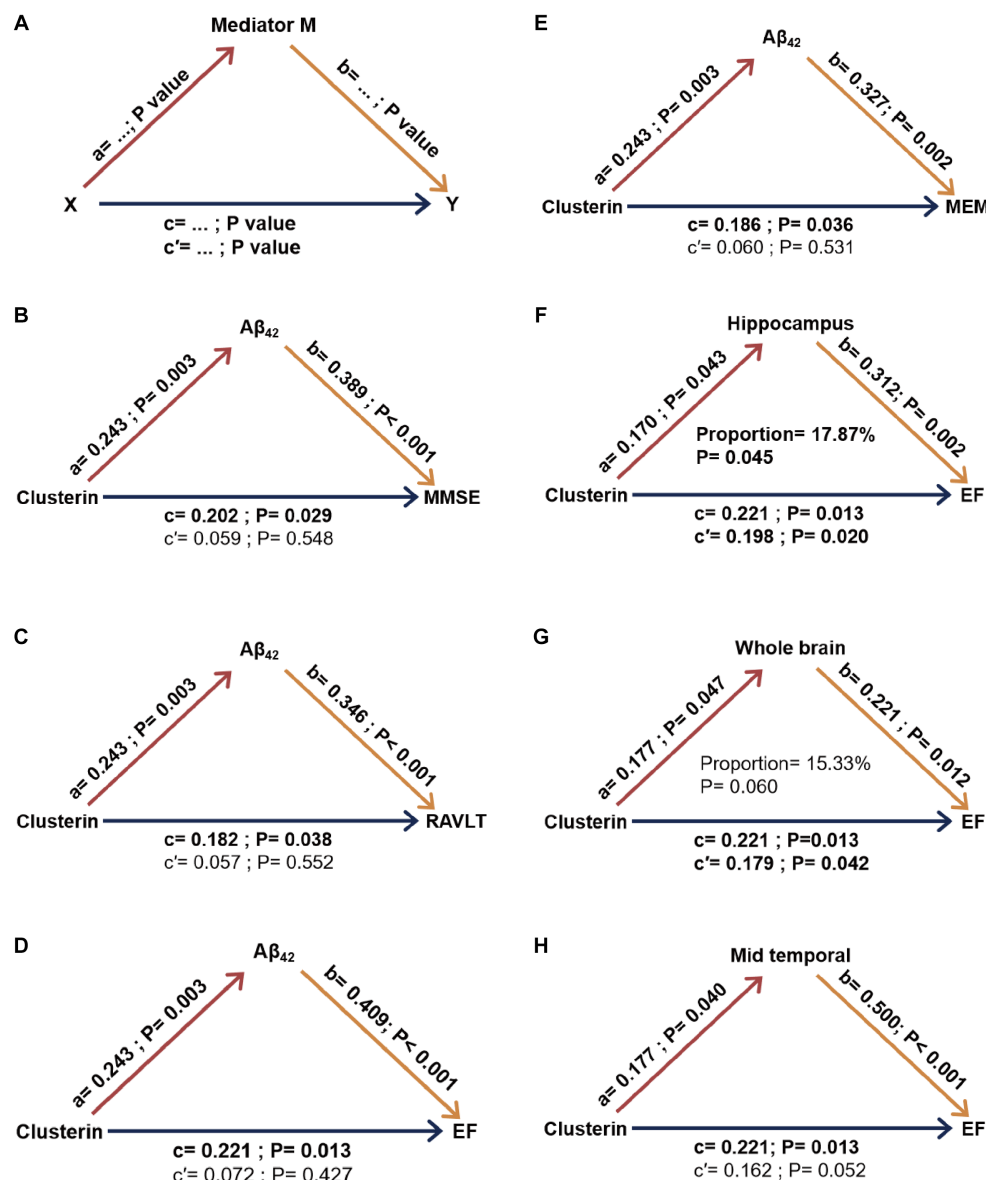 A
Mediator M
a= ...; P value
b= ... ; P value
X
Y
c= ... ; P value
c′= ... ; P value
B
Aβ₄₂
a= 0.243 ; P= 0.003
b= 0.389 ; P< 0.001
Clusterin
MMSE
c= 0.202 ; P= 0.029
c′= 0.059 ; P= 0.548
C
Aβ₄₂
a= 0.243 ; P= 0.003
b= 0.346 ; P< 0.001
Clusterin
RAVLT
c= 0.182 ; P= 0.038
c′= 0.057 ; P= 0.552
D
Aβ₄₂
a= 0.243 ; P= 0.003
b= 0.409; P< 0.001
Clusterin
EF
c= 0.221 ; P= 0.013
c′= 0.072 ; P= 0.427
E
Aβ₄₂
a= 0.243 ; P= 0.003
b= 0.327; P= 0.002
Clusterin
MEM
c= 0.186 ; P= 0.036
c′= 0.060 ; P= 0.531
F
Hippocampus
a= 0.170 ; P= 0.043
b= 0.312; P= 0.002
Proportion= 17.87%
P= 0.045
Clusterin
EF
c= 0.221 ; P= 0.013
c′= 0.198 ; P= 0.020
G
Whole brain
a= 0.177 ; P= 0.047
b= 0.221 ; P= 0.012
Proportion= 15.33%
P= 0.060
Clusterin
EF
c= 0.221 ; P=0.013
c′= 0.179 ; P= 0.042
H
Mid temporal
a= 0.177 ; P= 0.040
b= 0.500; P< 0.001
Clusterin
EF
c= 0.221; P= 0.013
c′= 0.162 ; P= 0.052